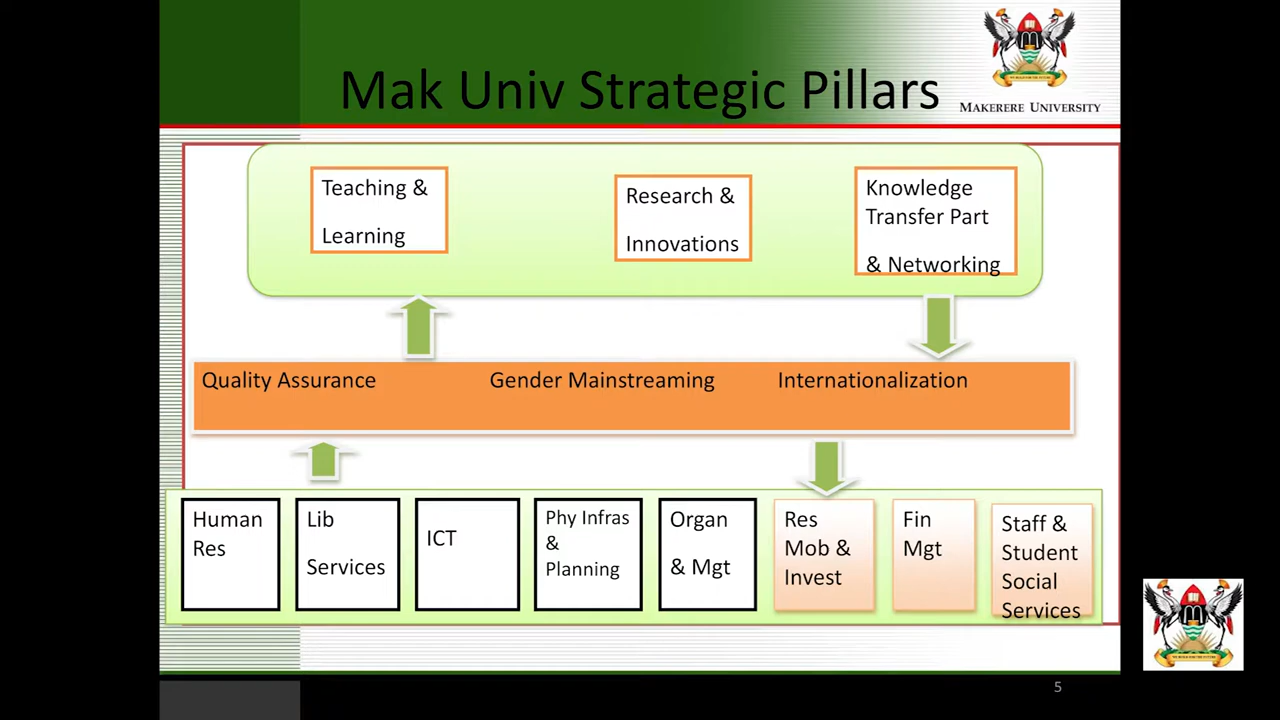 Mak Univ Strategic Pillars
MAKERERE UNIVERSITY
Teaching &
Learning
Research &
Innovations
Knowledge
Transfer Part
& Networking
Quality Assurance
Gender Mainstreaming
Internationalization
Human
Res
Lib
Services
ICT
Phy Infras
&
Planning
Organ
& Mgt
Res
Mob &
Invest
Fin
Mgt
Staff &
Student
Social
Services
5